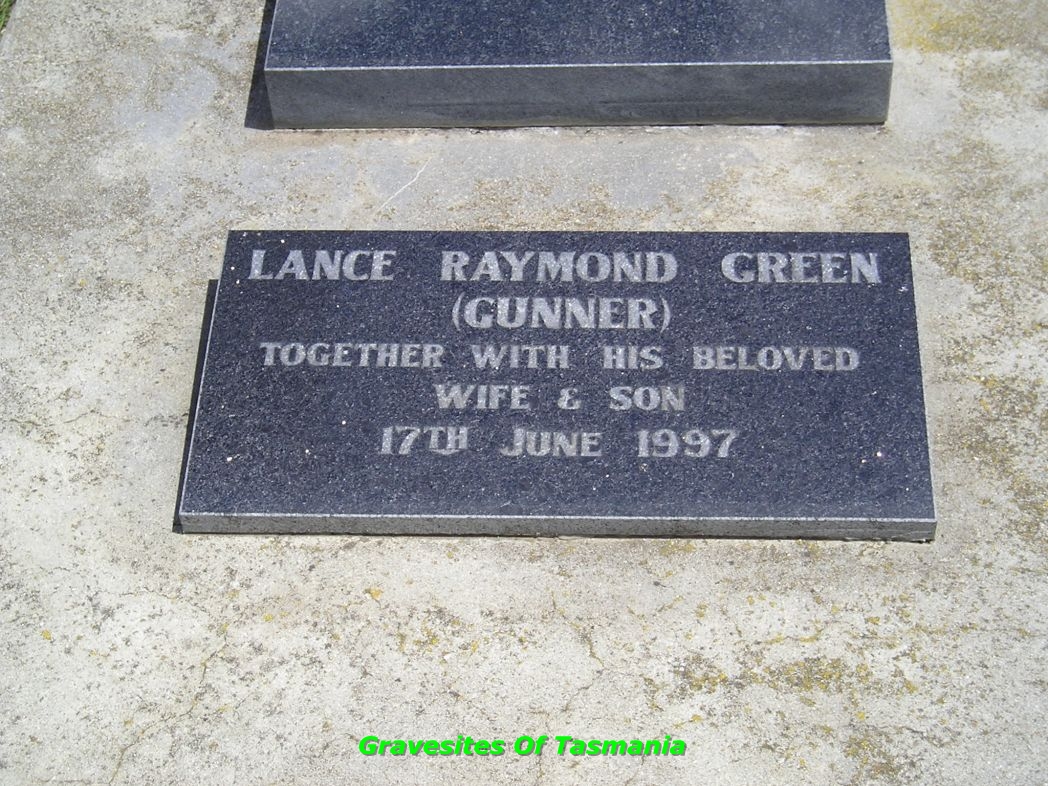 LANCE RAYMOND GREEN
(GUNNER)
TOGETHER WITH HIS BELOVED
WIFE & SON
17TH JUNE 1997
Gravesites Of Tasmania